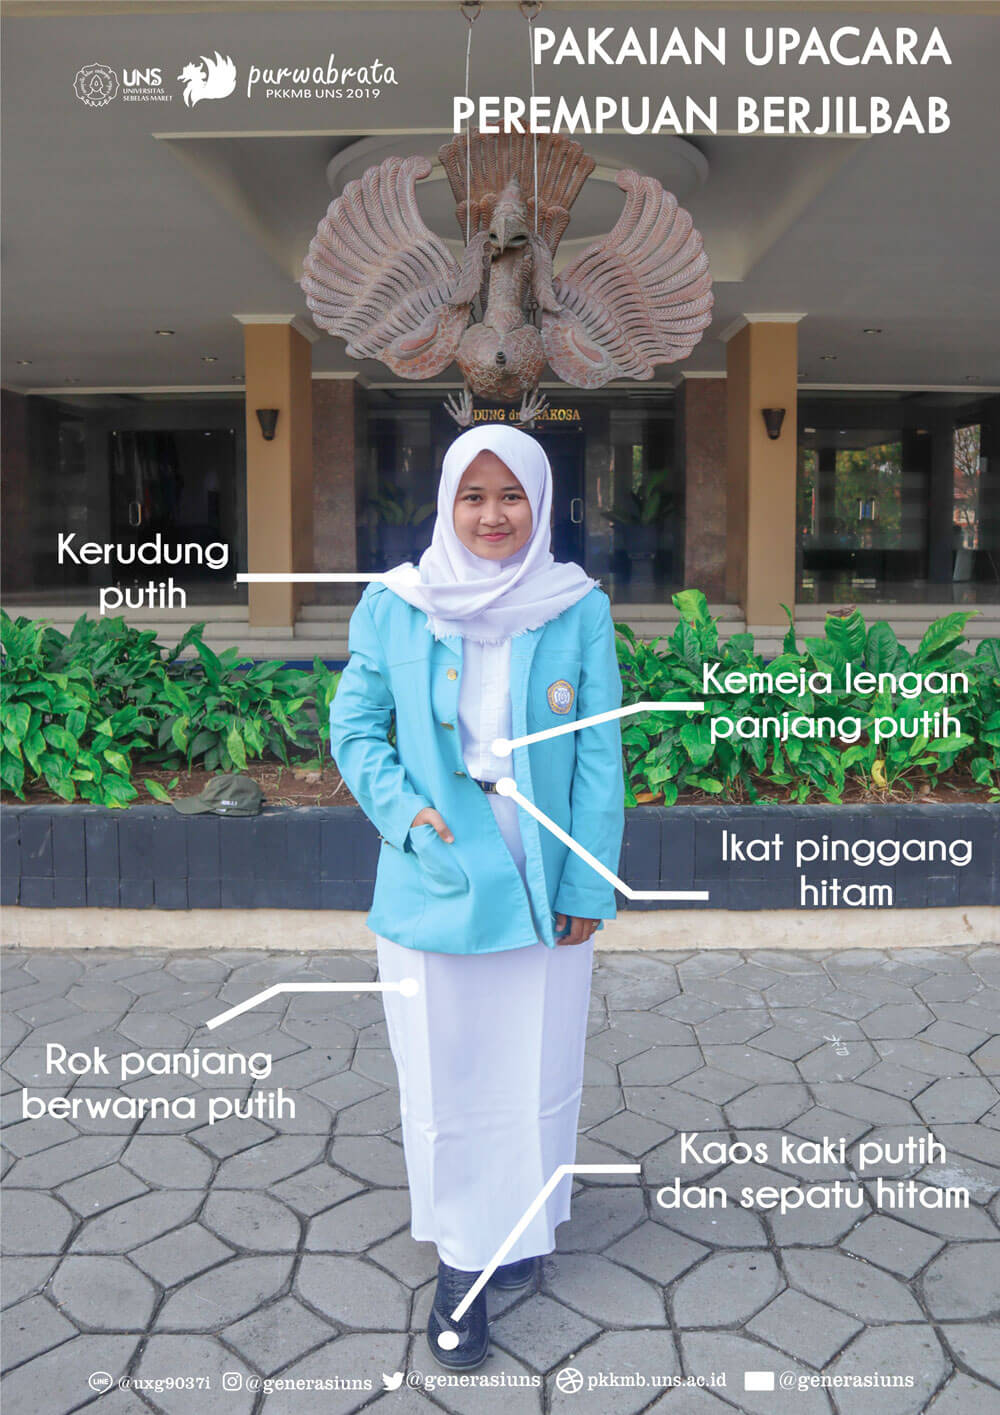 UNS
UNIVERSITAS
SEBELAS MARET
purwabrata
PKKMB UNS 2019
PAKAIAN UPACARA
PEREMPUAN BERJILBAB
DUNG
Kerudung
putih
Kemeja lengan
panjang putih
Ikat pinggang
hitam
Rok panjang
berwarna putih
Kaos kaki putih
dan sepatu hitam
LINE
@uxg9037i
@generasiuns
@generasiuns
pkkmb.uns.ac.id
@generasiuns